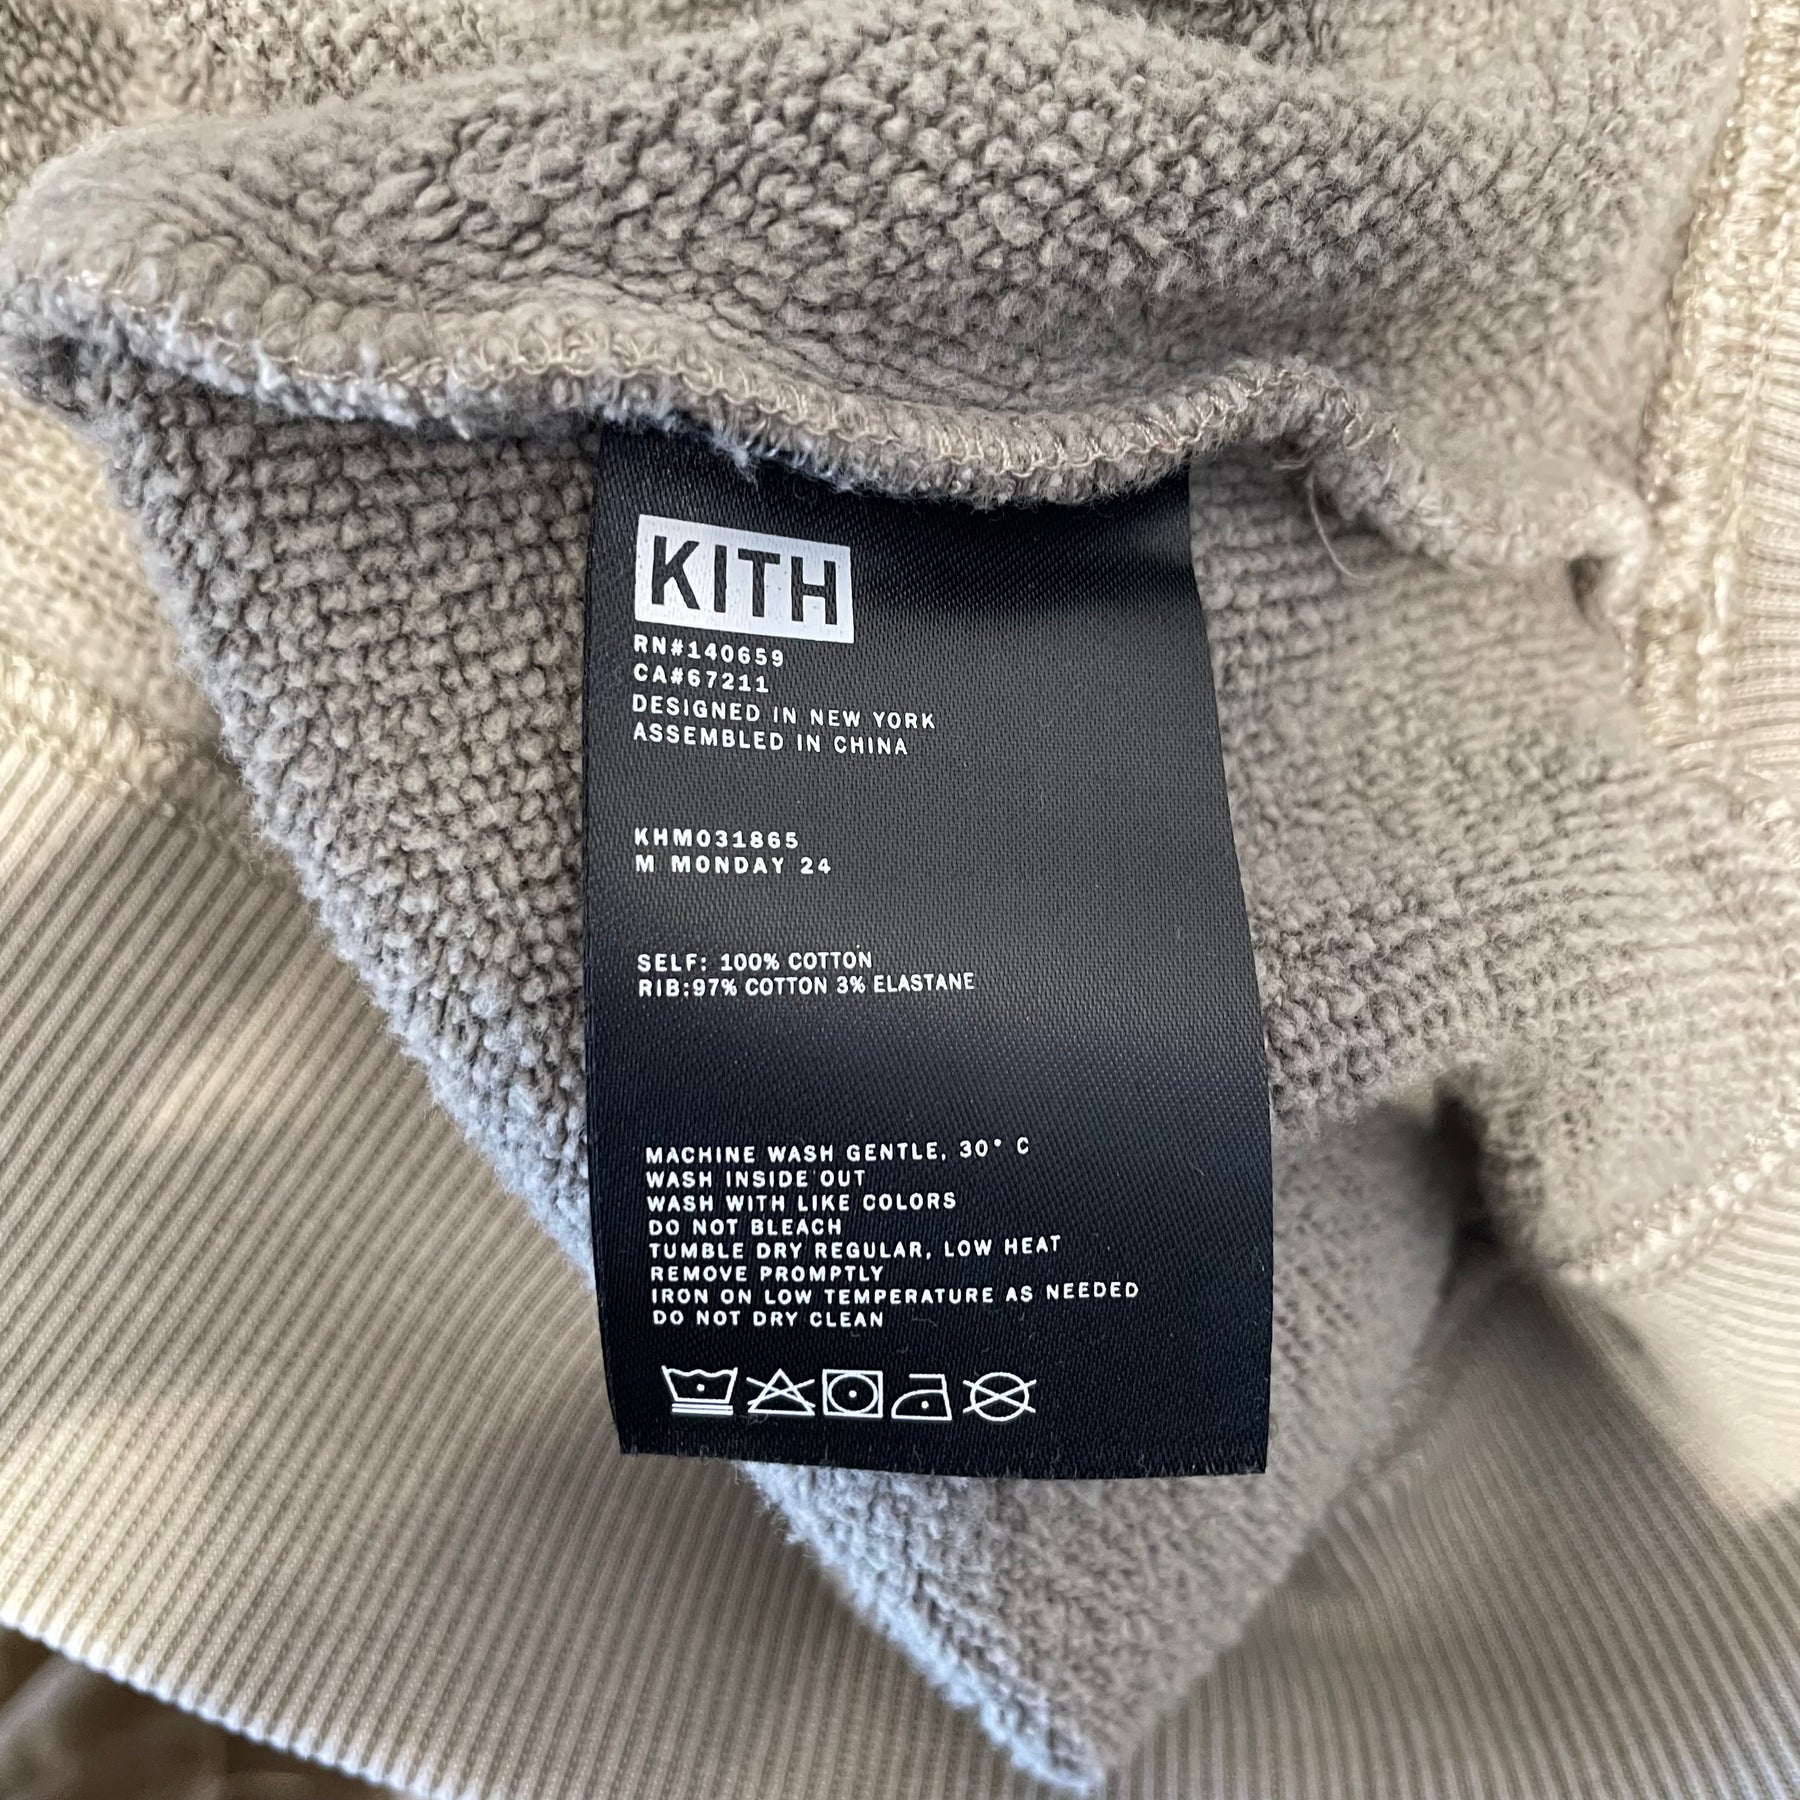 KITH
RN#140659
CA#67211
DESIGNED IN NEW YORK
ASSEMBLED IN CHINA
KHM031865
M MONDAY 24
SELF: 100% COTTON
RIB:97% COTTON 3% ELASTANE
MACHINE WASH GENTLE, 30° C
WASH INSIDE OUT
WASH WITH LIKE COLORS
DO NOT BLEACH
TUMBLE DRY REGULAR, LOW HEAT
REMOVE PROMPTLY
IRON ON LOW TEMPERATURE AS NEEDED
DO NOT DRY CLEAN